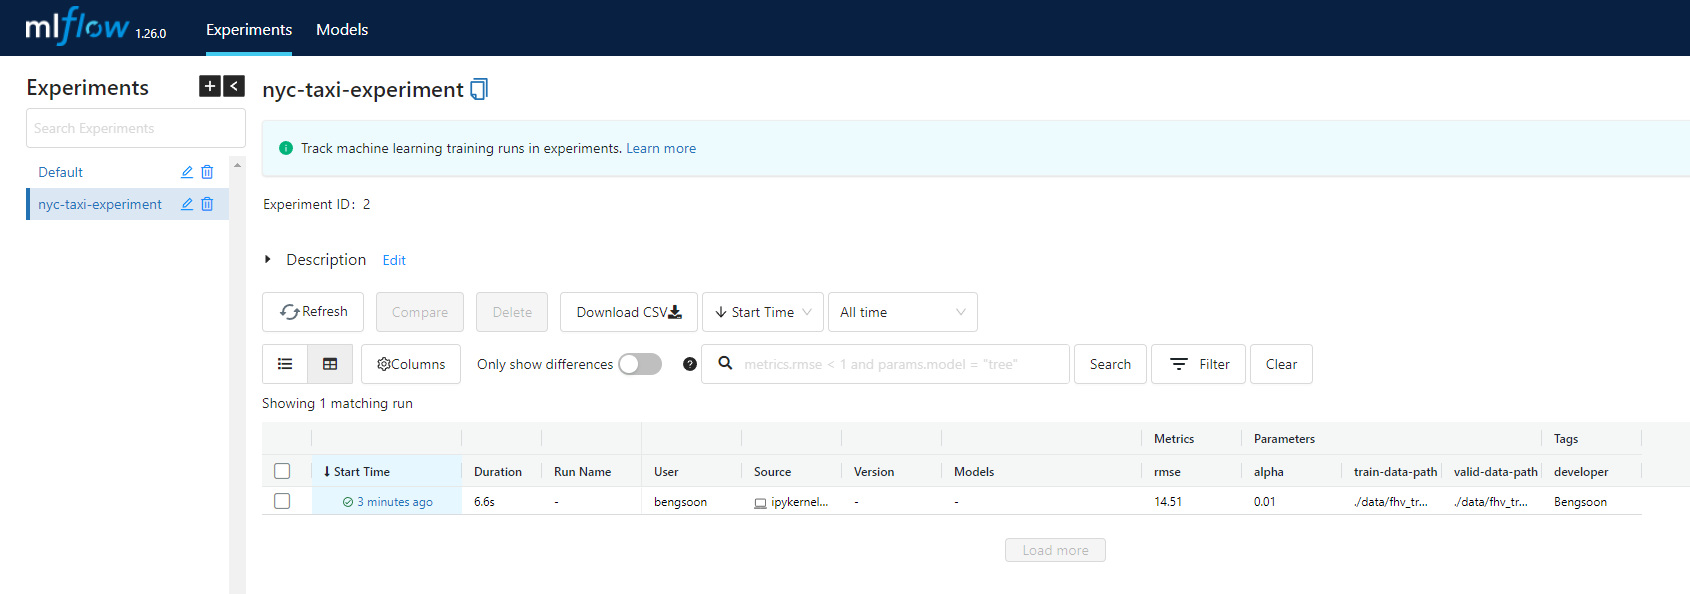 mlflow 1.26.0 Experiments Models
Experiments
Search Experiments
Default
nyc-taxi-experiment
nyc-taxi-experiment
Track machine learning training runs in experiments. Learn more
Experiment ID: 2
Description Edit
Refresh Compare Delete Download CSV Start Time All time
Columns Only show differences metrics.rmse < 1 and params.model = "tree" Search Filter Clear
Showing 1 matching run
Metrics Parameters Tags
Start Time Duration Run Name User Source Version Models rmse alpha train-data-path valid-data-path developer
3 minutes ago 6.6s - bengsoon ipykernel... - - 14.51 0.01 ./data/fhv_tr... ./data/fhv_tr... Bengsoon
Load more